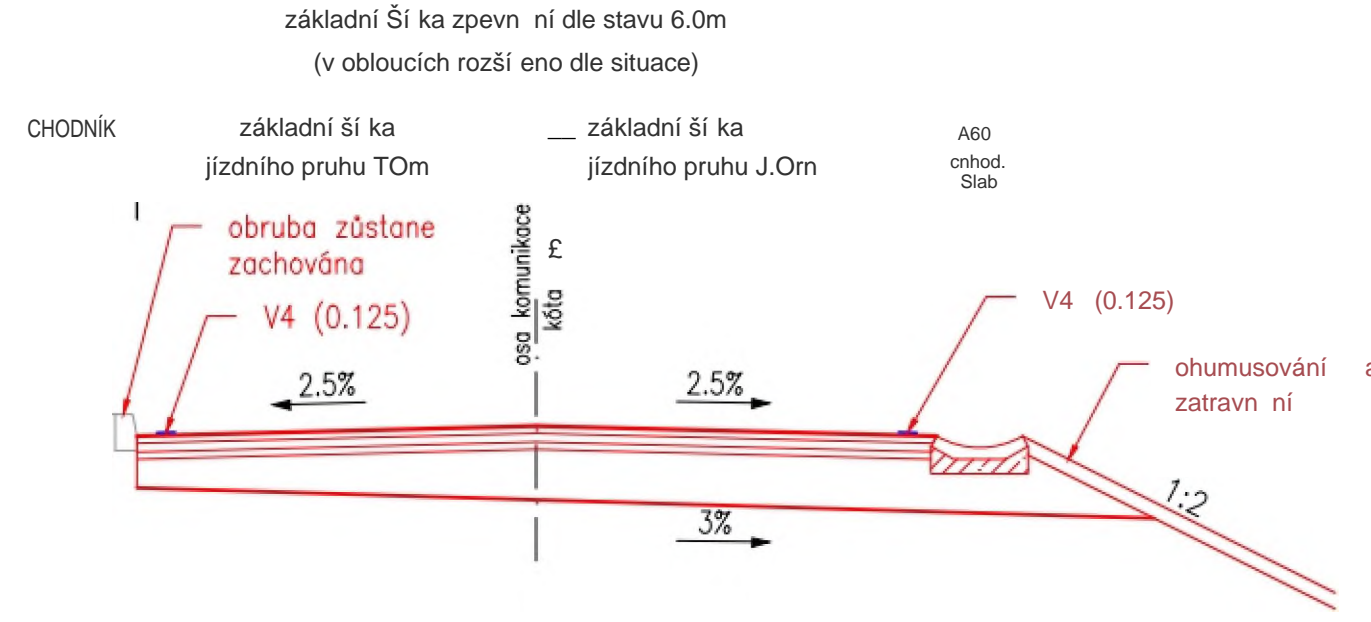 základní Ší ka zpevn ní dle stavu 6.0m
(v obloucích rozší eno dle situace)
CHODNÍK
základní ší ka
jízdního pruhu TOm
__ základní ší ka
jízdního pruhu J.Orn
A60
cnhod.
Slab
obruba zůstane
zachována
V4 (0.125)
osa komunikace
kóta
£
V4 (0.125)
ohumusování a
zatravn ní
2.5%
2.5%
1:2
3%